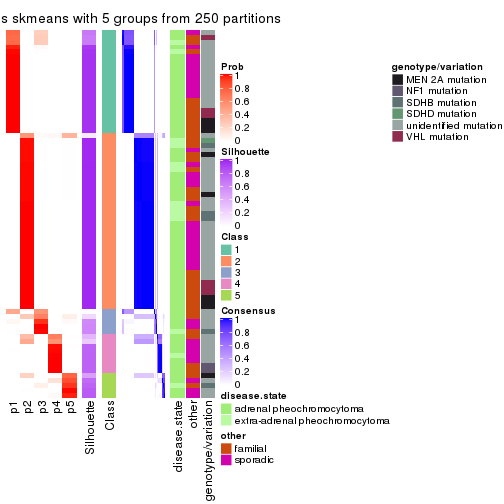 s skmeans with 5 groups from 250 partitions
Prob
1
0.8
0.6
0.4
0.2
0
Silhouette
1
0.8
0.6
0.4
0.2
0
Class
1
2
3
4
5
Consensus
1
0.8
0.6
0.4
0.2
0
disease.state
adrenal pheochromocytoma
extra-adrenal pheochromocytoma
other
familial
sporadic
genotype/variation
MEN 2A mutation
NF1 mutation
SDHB mutation
SDHD mutation
unidentified mutation
VHL mutation
p1
p2
p3
p4
p5
Silhouette
Class
disease.state
other
genotype/variation